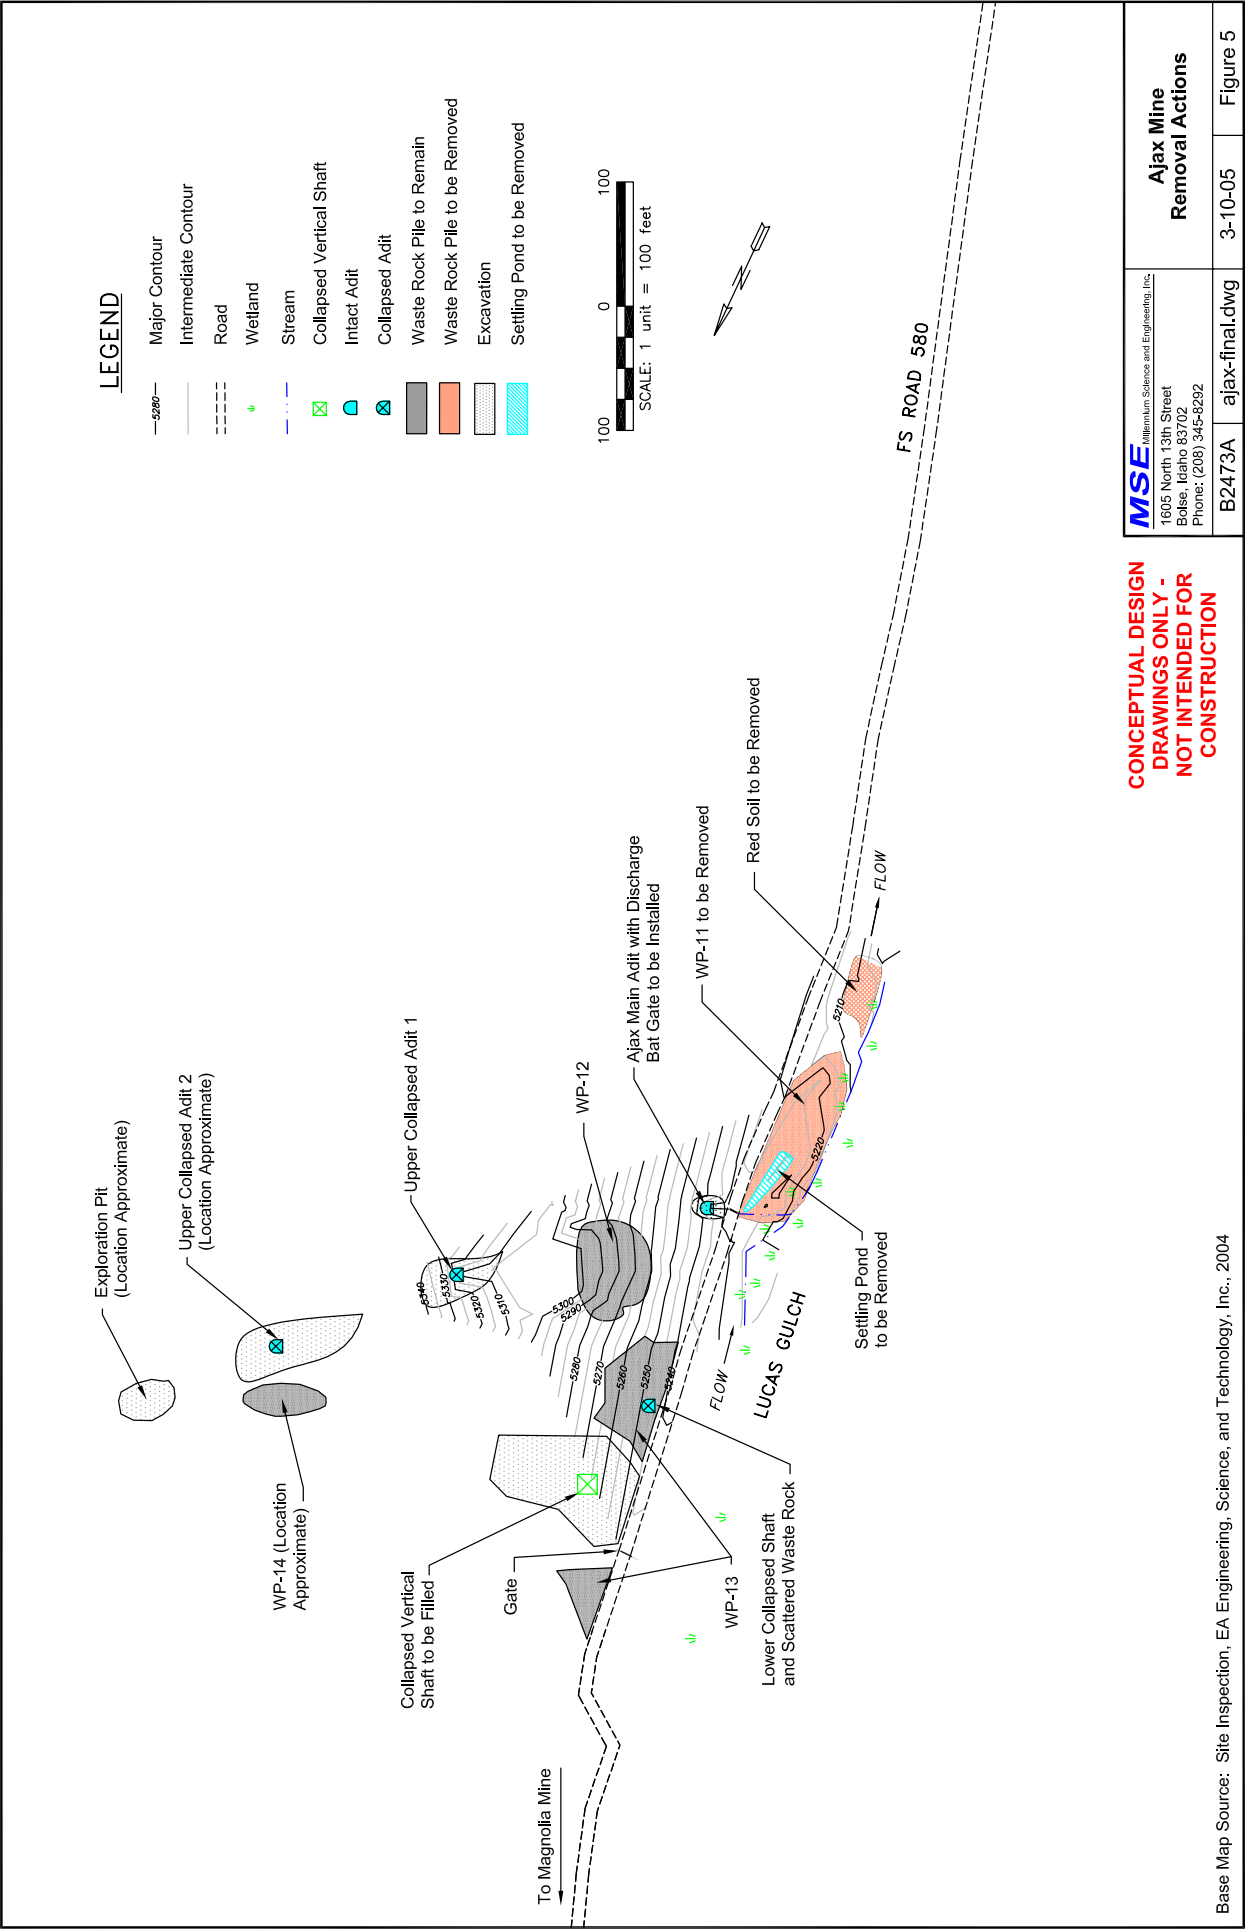 LEGEND
5280
Major Contour
Intermediate Contour
Road
Wetland
Stream
Collapsed Vertical Shaft
Intact Adit
Collapsed Adit
Waste Rock Pile to Remain
Waste Rock Pile to be Removed
Excavation
Settling Pond to be Removed
100
0
100
SCALE: 1 unit = 100 feet
N
Exploration Pit
(Location Approximate)
Upper Collapsed Adit 2
(Location Approximate)
WP-14 (Location
Approximate)
Upper Collapsed Adit 1
5340
5330
5320
5310
WP-12
5300
5290
5280
5270
5260
5250
5240
Collapsed Vertical
Shaft to be Filled
Gate
WP-13
Lower Collapsed Shaft
and Scattered Waste Rock
To Magnolia Mine
Ajax Main Adit with Discharge
Bat Gate to be Installed
WP-11 to be Removed
Red Soil to be Removed
5210
5220
FLOW
FLOW
LUCAS GULCH
Settling Pond
to be Removed
FS ROAD 580
CONCEPTUAL DESIGN
DRAWINGS ONLY -
NOT INTENDED FOR
CONSTRUCTION
MSE Millennium Science and Engineering, Inc.
1605 North 13th Street
Boise, Idaho 83702
Phone: (208) 345-8292
Ajax Mine
Removal Actions
B2473A
ajax-final.dwg
3-10-05
Figure 5
Base Map Source: Site Inspection, EA Engineering, Science, and Technology, Inc., 2004